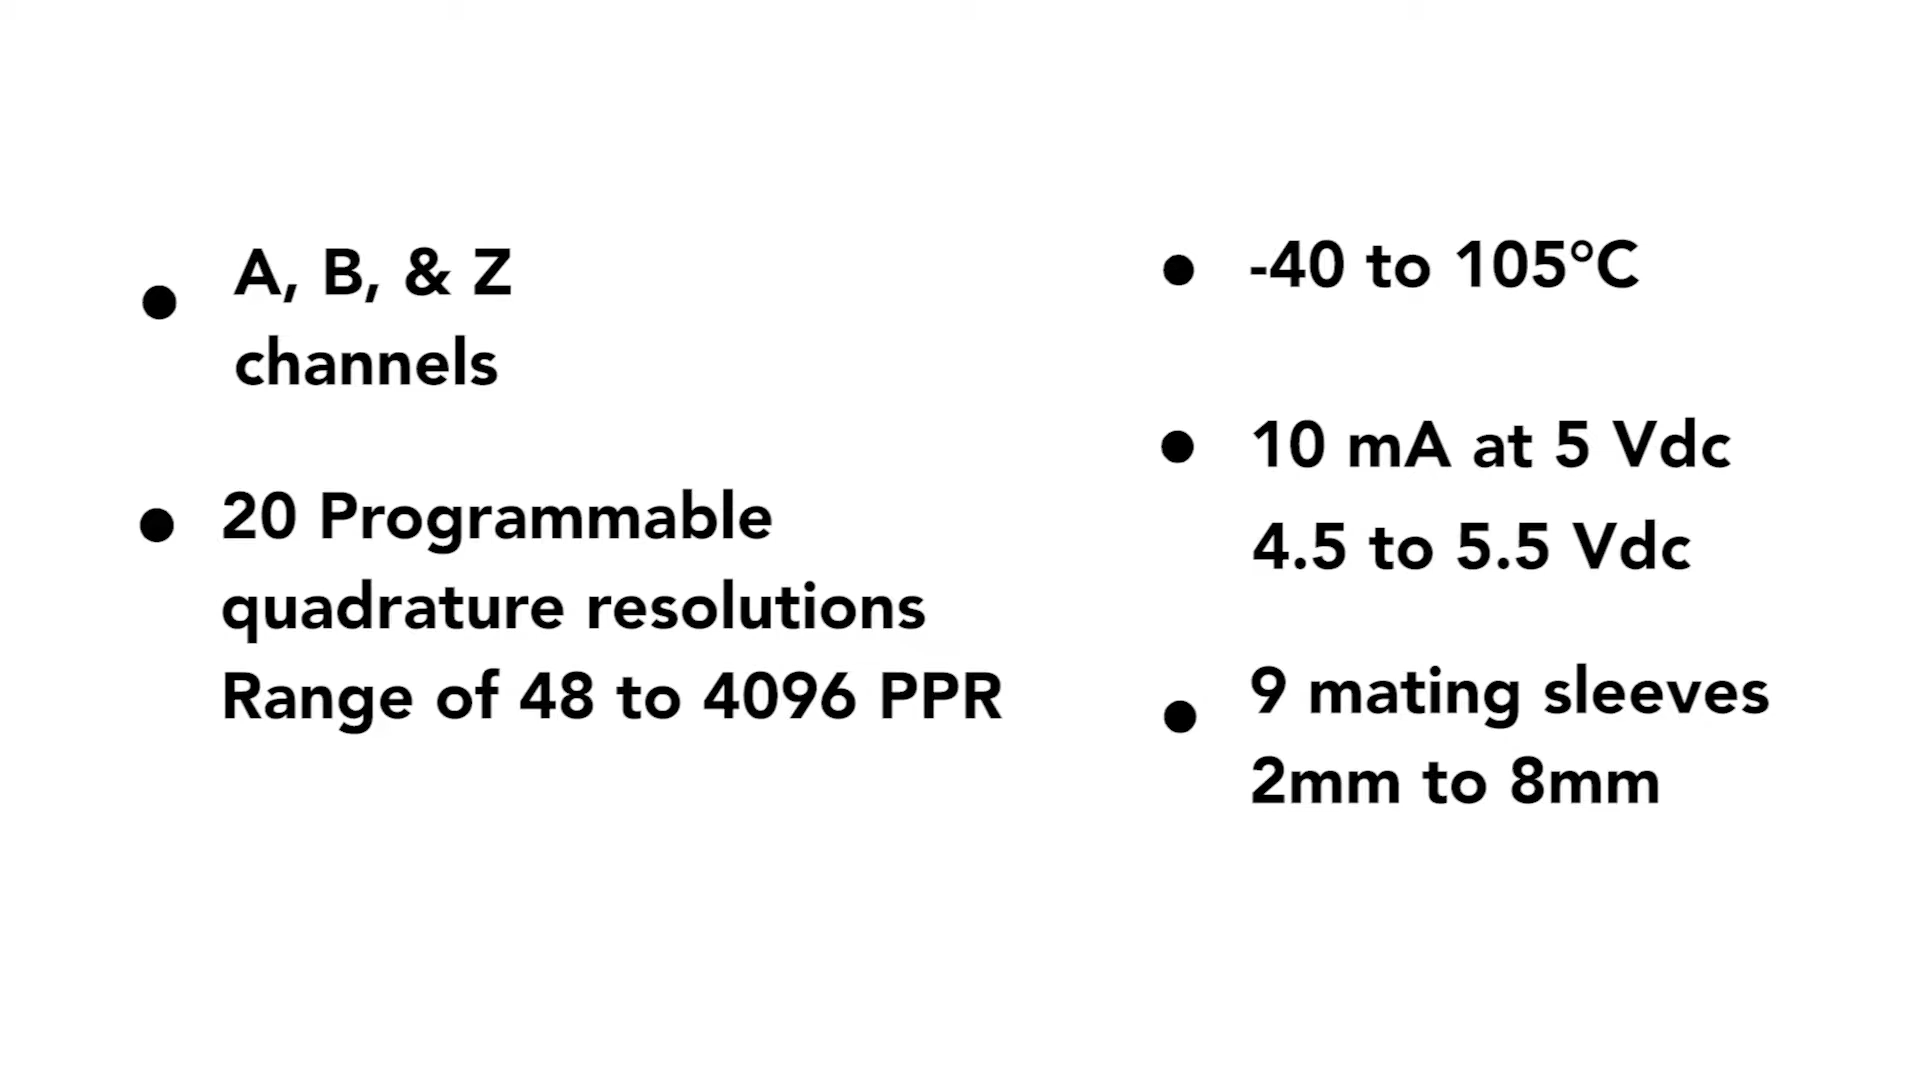 A, B, & Z
channels
20 Programmable
quadrature resolutions
Range of 48 to 4096 PPR
-40 to 105°C
10 mA at 5 Vdc
4.5 to 5.5 Vdc
9 mating sleeves
2mm to 8mm